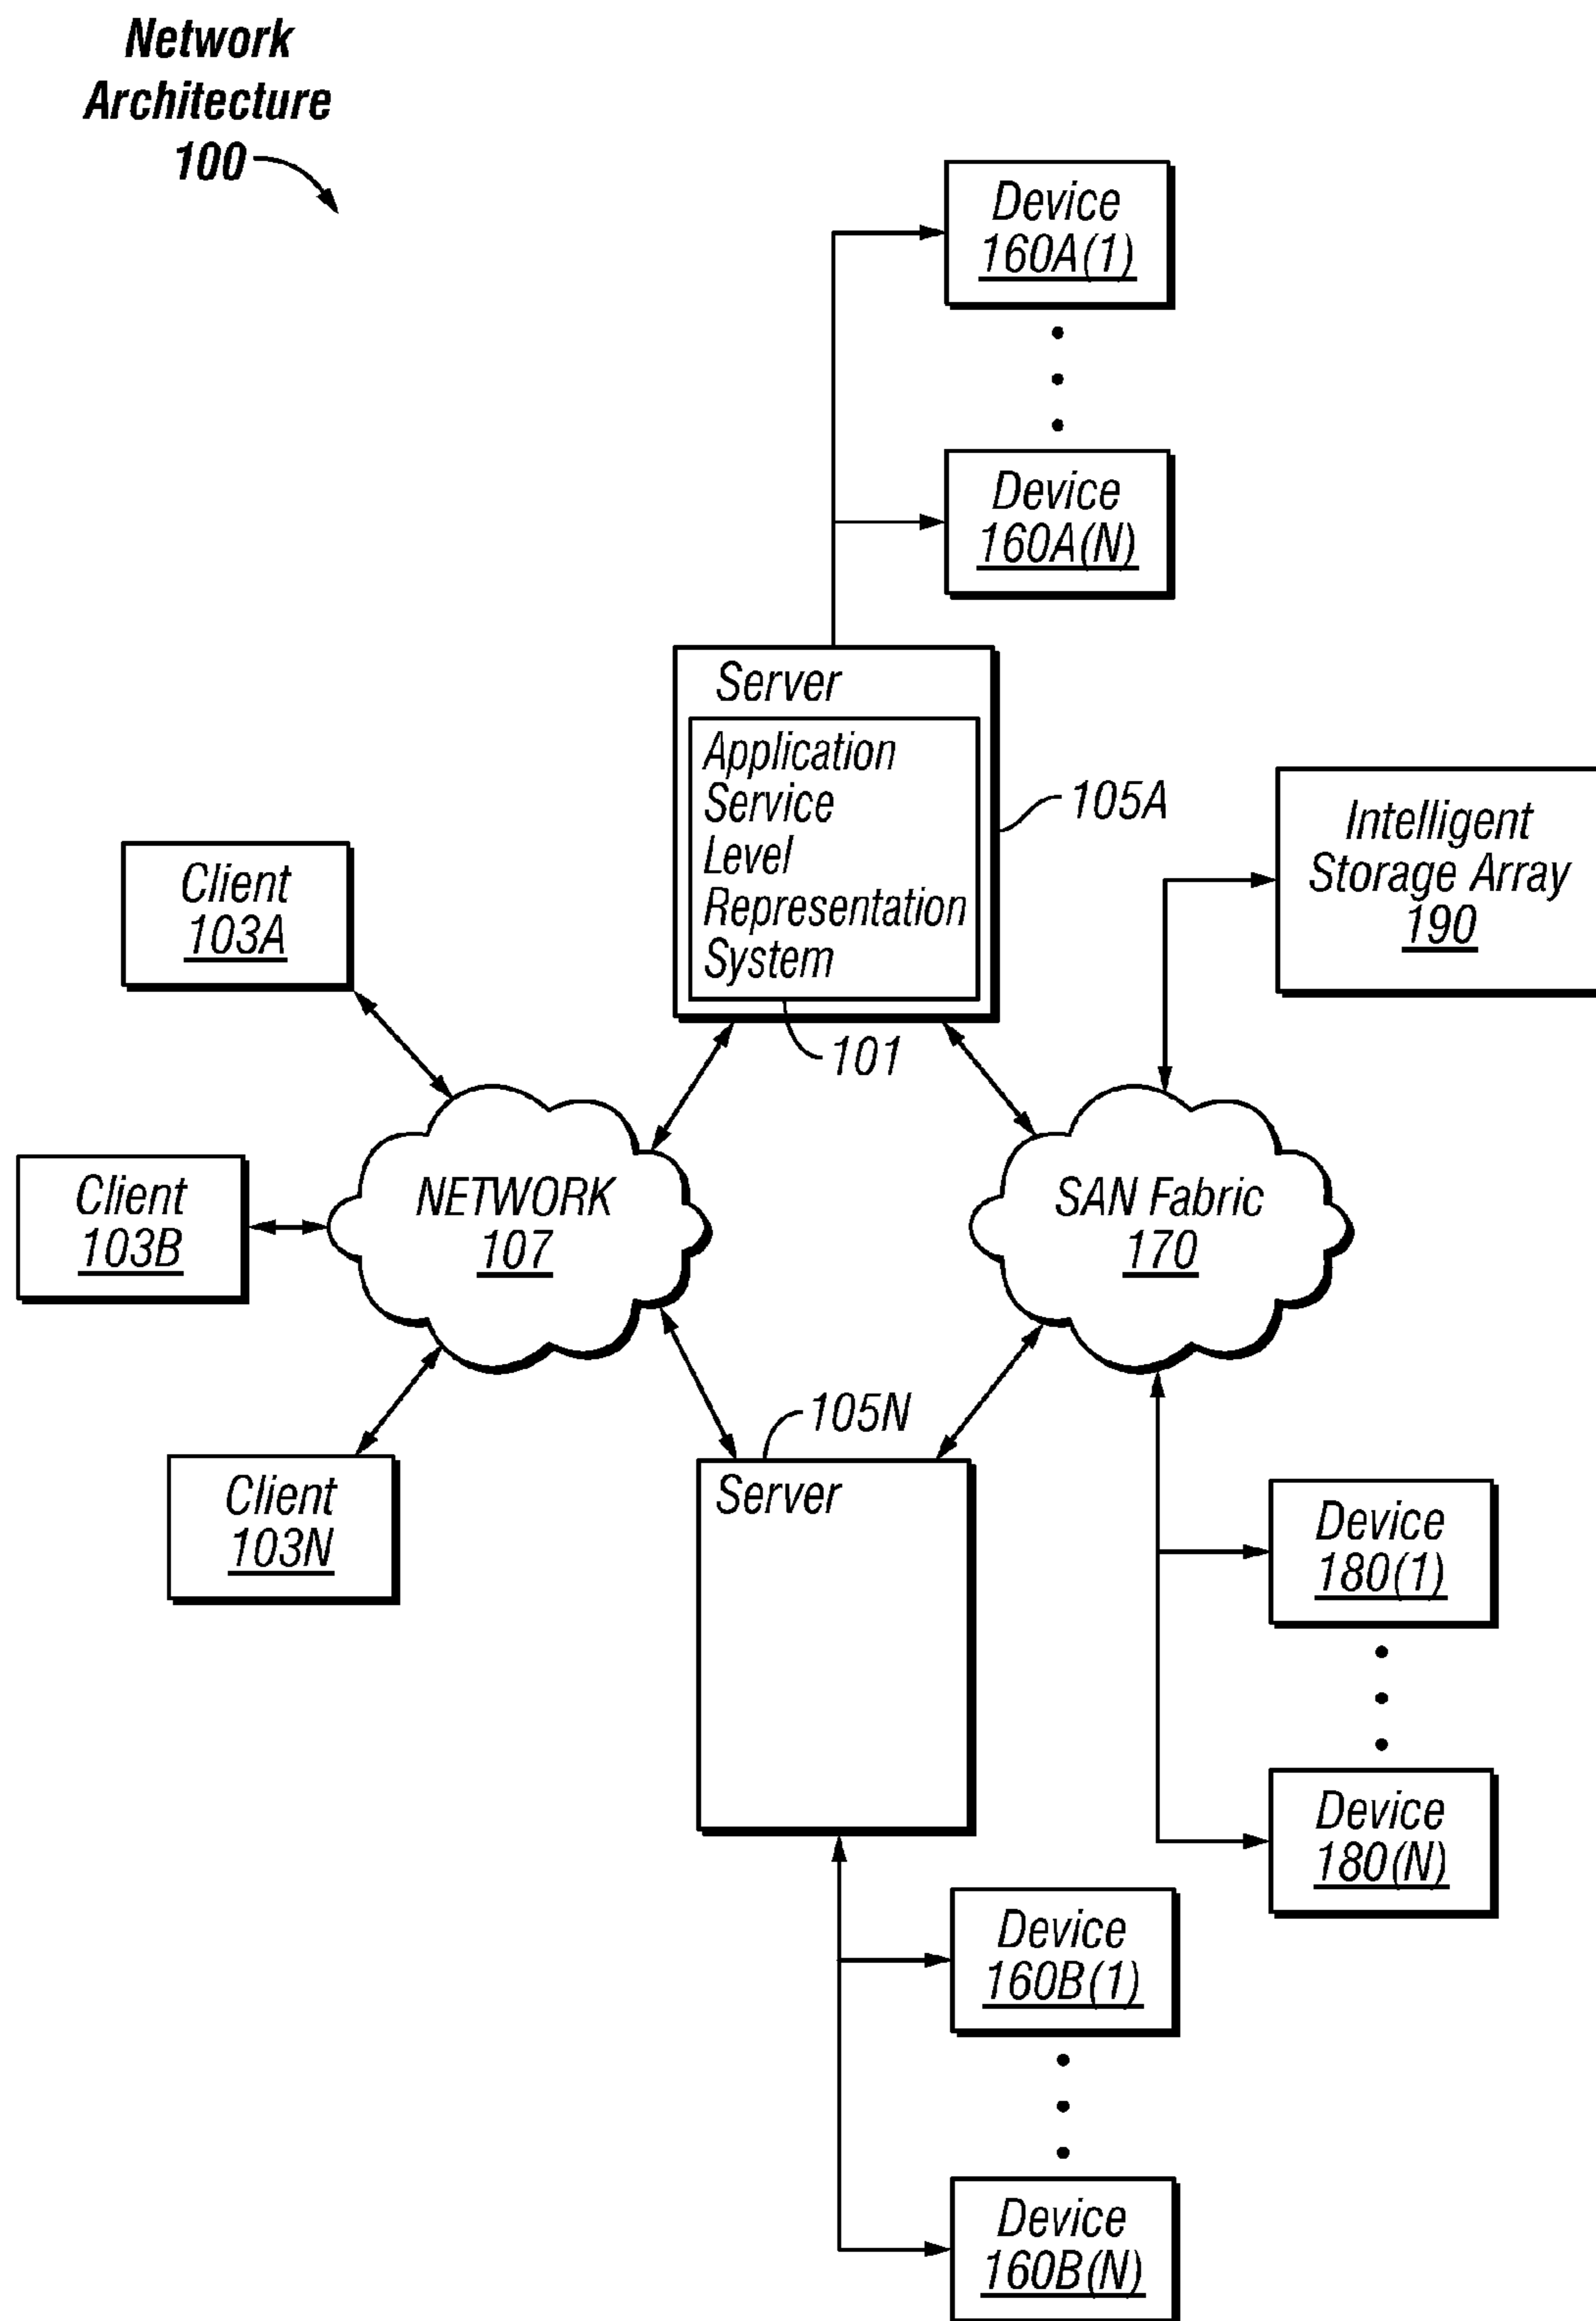 Network
Architecture
100
Device
160A(1)
Device
160A(N)
Server
Application
Service
Level
Representation
System
105A
101
Intelligent
Storage Array
190
Client
103A
Client
103B
Client
103N
NETWORK
107
SAN Fabric
170
105N
Server
Device
180(1)
Device
180(N)
Device
160B(1)
Device
160B(N)